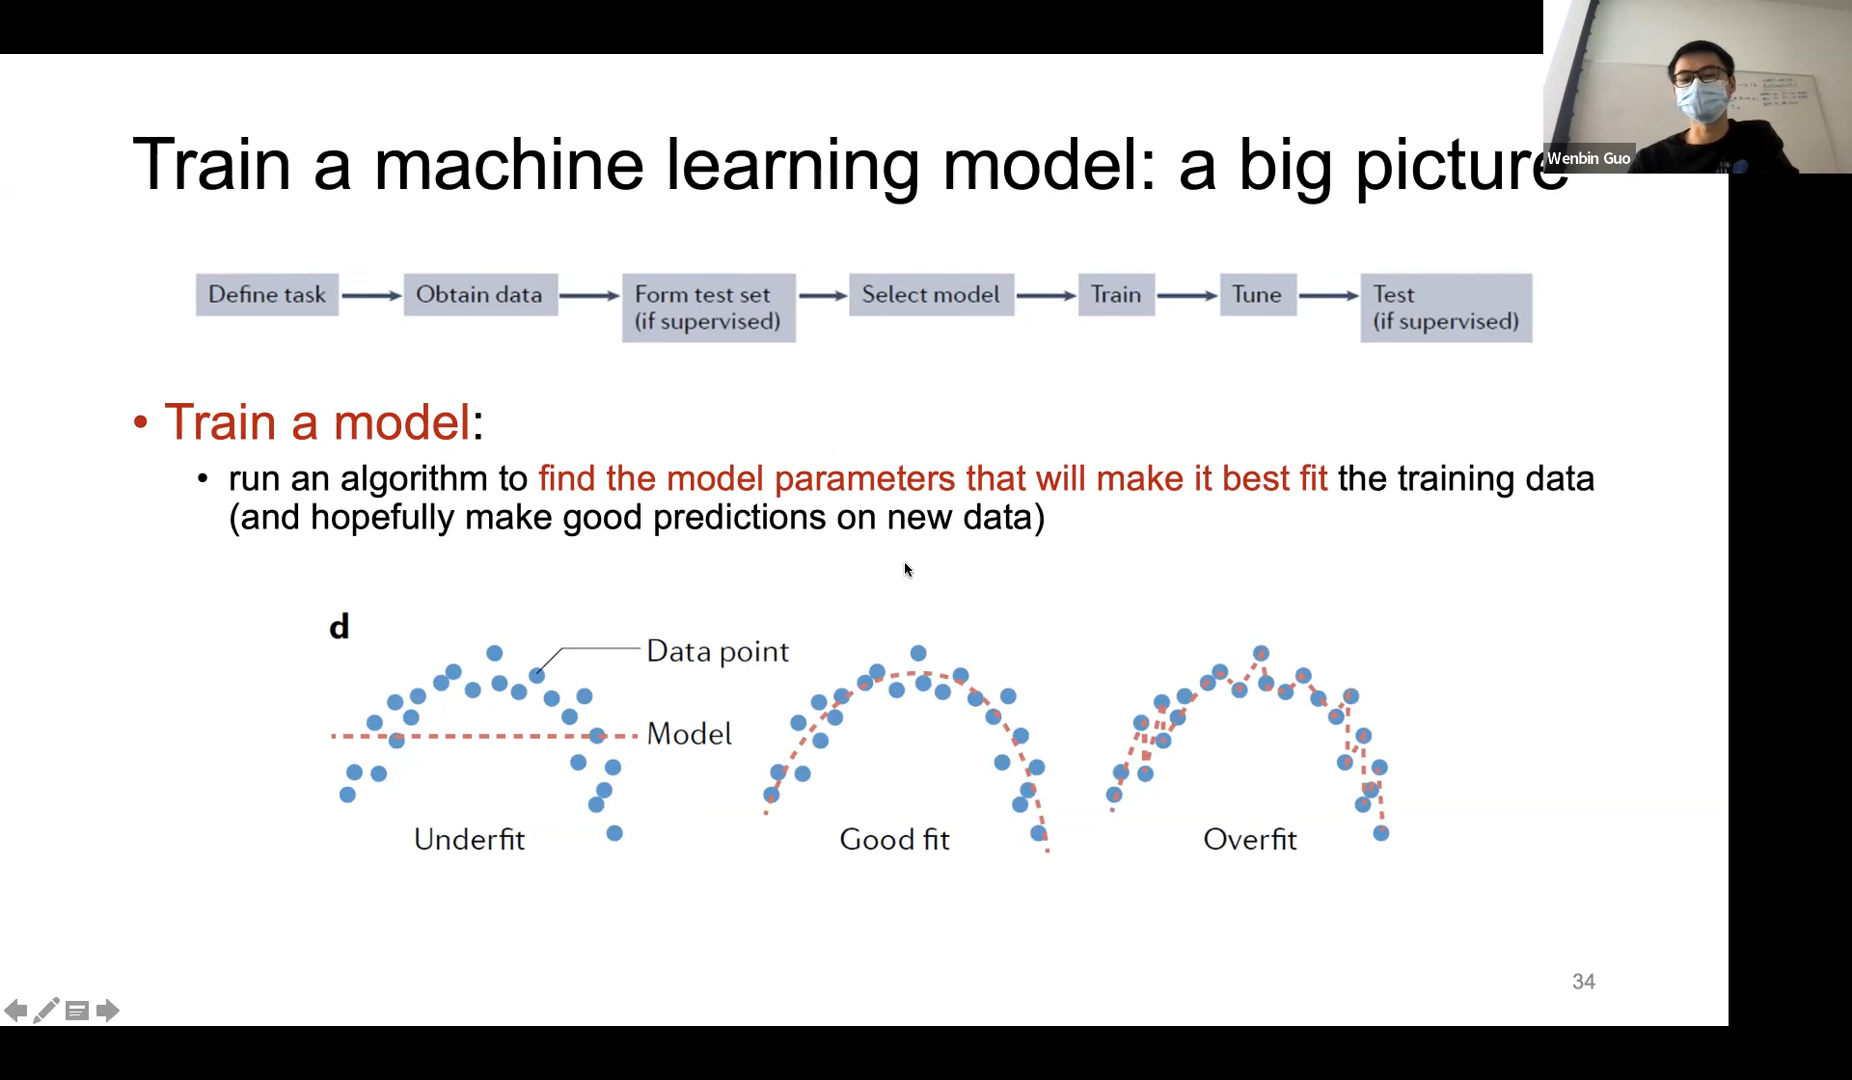 Train a machine learning model: a big picture
Wenbin Guo
Define task
Obtain data
Form test set
(if supervised)
Select model
Train
Tune
Test
(if supervised)
• Train a model:
• run an algorithm to find the model parameters that will make it best fit the training data
(and hopefully make good predictions on new data)
d
Data point
Model
Underfit
Good fit
Overfit
34